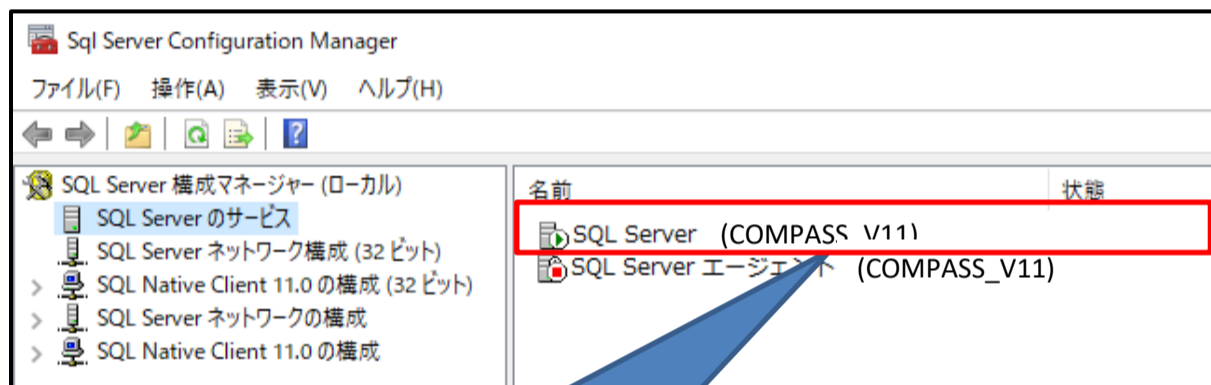 Sql Server Configuration Manager
ファイル(F) 操作(A) 表示(V) ヘルプ(H)
SQL Server 構成マネージャー (ローカル)
SQL Server のサービス
SQL Server ネットワーク構成 (32 ビット)
SQL Native Client 11.0 の構成 (32 ビット)
SQL Server ネットワークの構成
SQL Native Client 11.0 の構成
名前 状態
SQL Server (COMPASS_V11)
SQL Server エージェント (COMPASS_V11)